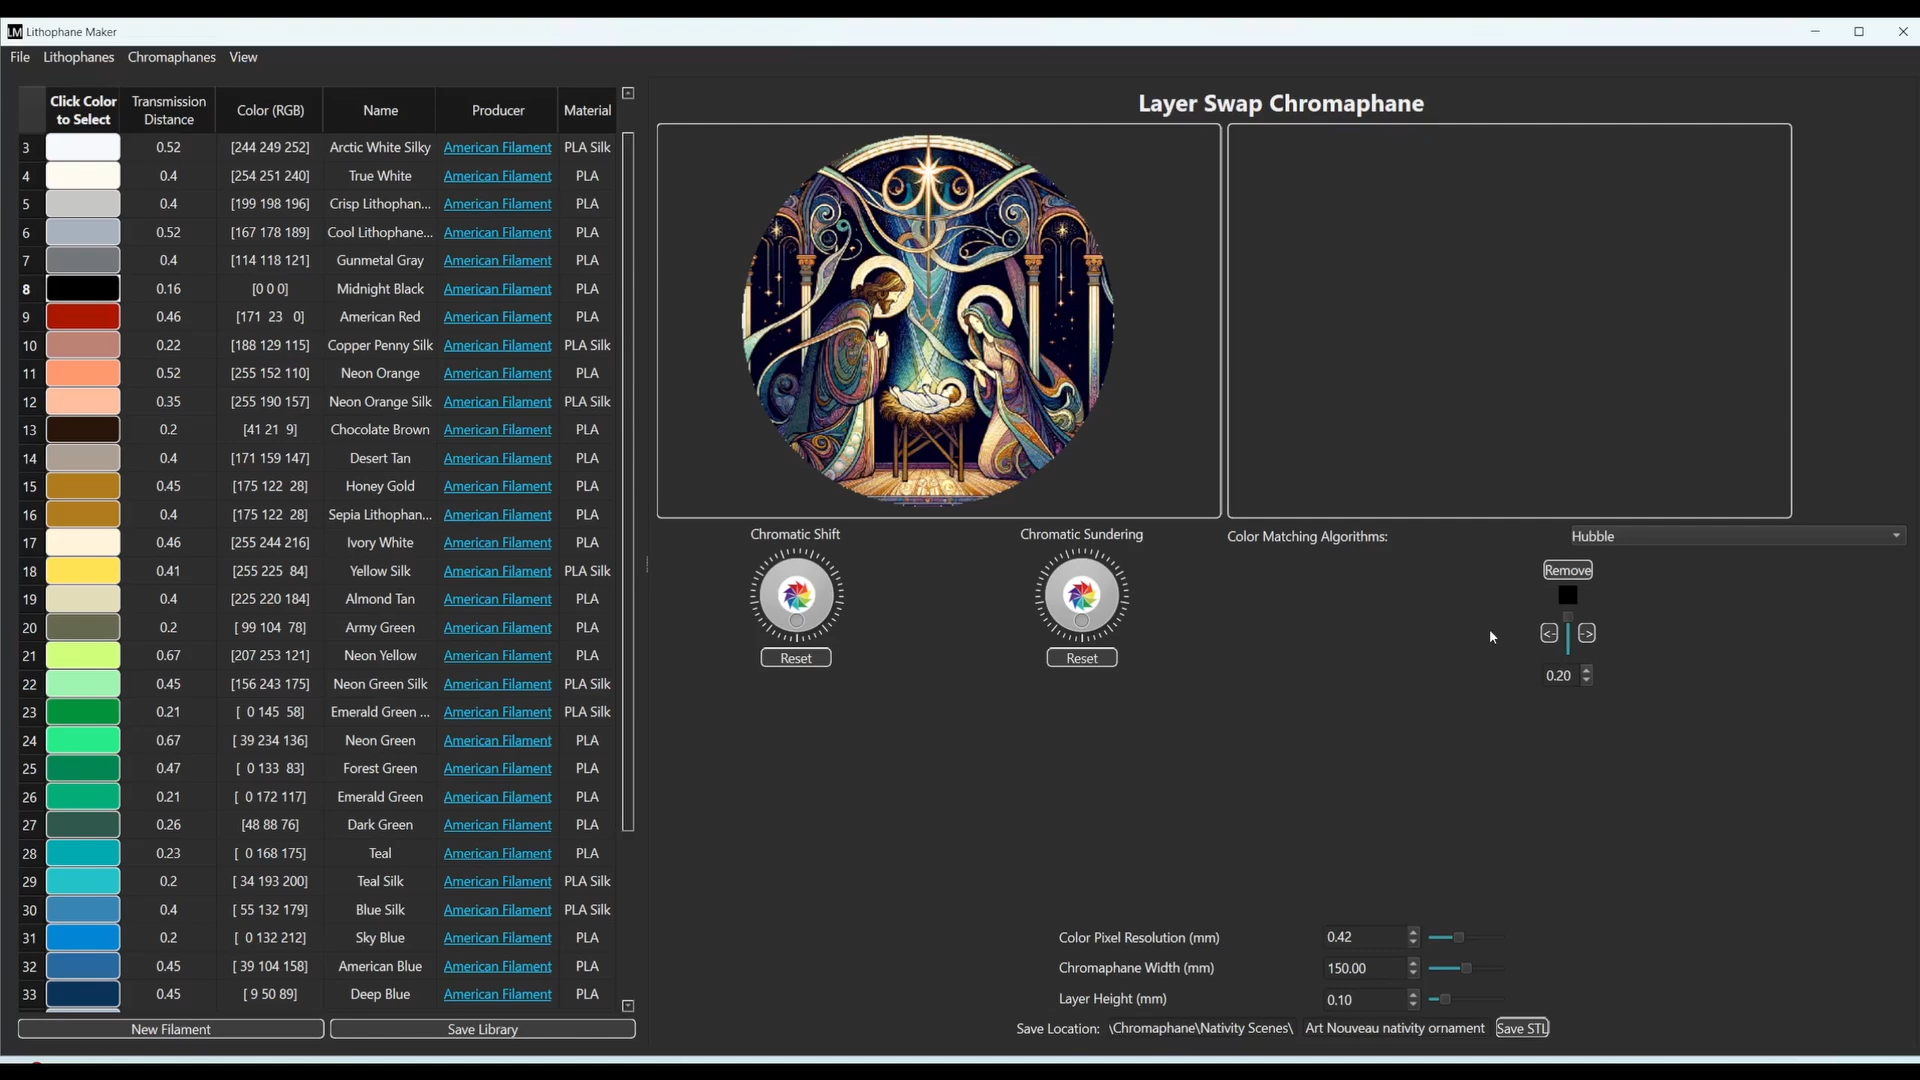 LM Lithophane Maker
File Lithophanes Chromaphanes View
Click Color to Select Transmission Distance Color (RGB) Name Producer Material
3 0.52 [244 249 252] Arctic White Silky American Filament PLA Silk
4 0.4 [254 251 240] True White American Filament PLA
5 0.4 [199 198 196] Crisp Lithophan... American Filament PLA
6 0.52 [167 178 189] Cool Lithophane... American Filament PLA
7 0.4 [114 118 121] Gunmetal Gray American Filament PLA
8 0.16 [0 0 0] Midnight Black American Filament PLA
9 0.46 [171 23 0] American Red American Filament PLA
10 0.22 [188 129 115] Copper Penny Silk American Filament PLA Silk
11 0.52 [255 152 110] Neon Orange American Filament PLA
12 0.35 [255 190 157] Neon Orange Silk American Filament PLA Silk
13 0.2 [41 21 9] Chocolate Brown American Filament PLA
14 0.4 [171 159 147] Desert Tan American Filament PLA
15 0.45 [175 122 28] Honey Gold American Filament PLA
16 0.4 [175 122 28] Sepia Lithophan... American Filament PLA
17 0.46 [255 244 216] Ivory White American Filament PLA
18 0.41 [255 225 84] Yellow Silk American Filament PLA Silk
19 0.4 [225 220 184] Almond Tan American Filament PLA
20 0.2 [ 99 104 78] Army Green American Filament PLA
21 0.67 [207 253 121] Neon Yellow American Filament PLA
22 0.45 [156 243 175] Neon Green Silk American Filament PLA Silk
23 0.21 [ 0 145 58] Emerald Green ... American Filament PLA Silk
24 0.67 [ 39 234 136] Neon Green American Filament PLA
25 0.47 [ 0 133 83] Forest Green American Filament PLA
26 0.21 [ 0 172 117] Emerald Green American Filament PLA
27 0.26 [48 88 76] Dark Green American Filament PLA
28 0.23 [ 0 168 175] Teal American Filament PLA
29 0.2 [ 34 193 200] Teal Silk American Filament PLA Silk
30 0.4 [ 55 132 179] Blue Silk American Filament PLA Silk
31 0.2 [ 0 132 212] Sky Blue American Filament PLA
32 0.45 [ 39 104 158] American Blue American Filament PLA
33 0.45 [ 9 50 89] Deep Blue American Filament PLA
New Filament Save Library
Layer Swap Chromaphane
Chromatic Shift Chromatic Sundering Color Matching Algorithms: Hubble
Remove
<- ->
Reset Reset
0.20
Color Pixel Resolution (mm) 0.42
Chromaphane Width (mm) 150.00
Layer Height (mm) 0.10
Save Location: \Chromaphane\Nativity Scenes\ Art Nouveau nativity ornament Save STL